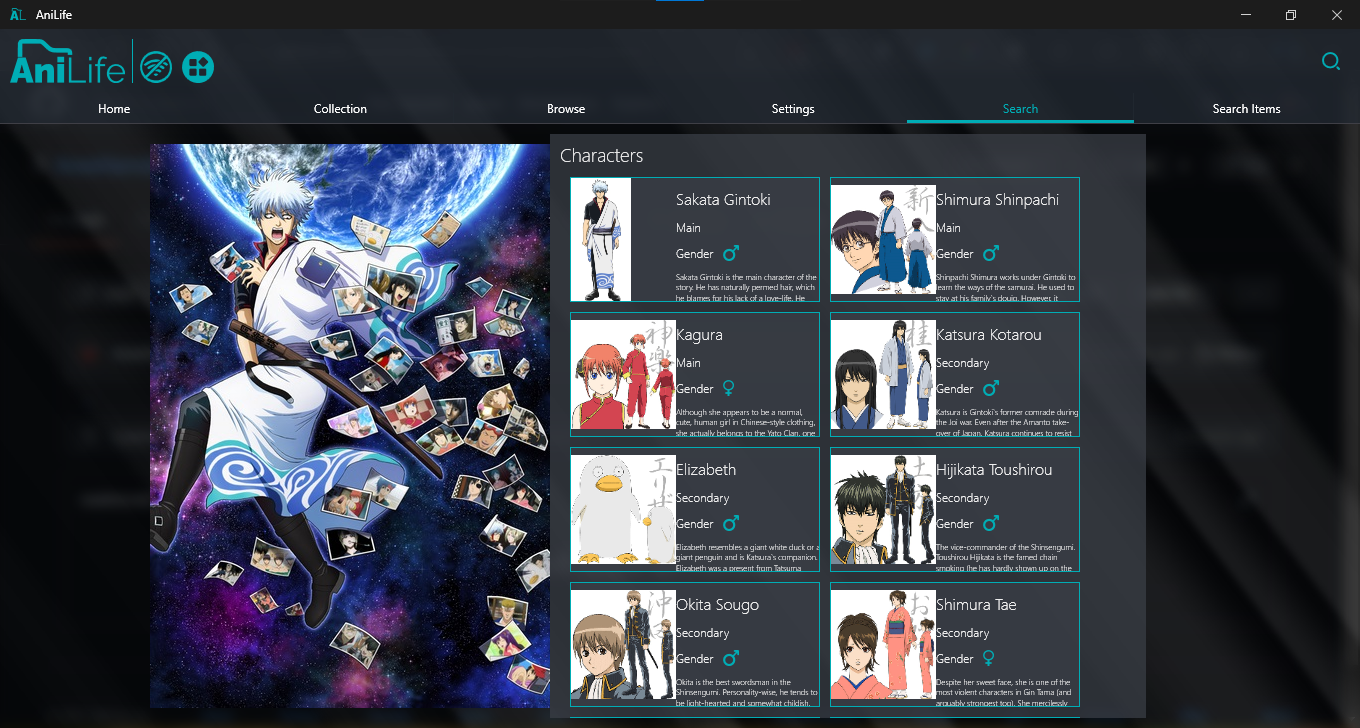 AniLife
AniLife
Home
Collection
Browse
Settings
Search
Search Items
Characters
Sakata Gintoki
Main
Gender
Sakata Gintoki is the main character of the
story. He has naturally permed hair, which
he blames for his lack of a love-life. He
Shimura Shinpachi
Main
Gender
Shinpachi Shimura works under Gintoki to
learn the ways of the samurai. He used to
stay at his family's doujo. However, it
新
Kagura
Main
Gender
Although she appears to be a normal,
cute, human girl in Chinese-style clothing,
she actually belongs to the Yato Clan, one
神
楽
Katsura Kotarou
Secondary
Gender
Katsura is Gintoki's former comrade during
the Joi war. Even after the Amanto take-
over of Japan, Katsura continues to resist
桂
Elizabeth
Secondary
Gender
Elizabeth resembles a giant white duck or a
giant penguin and is Katsura's companion.
Elizabeth was a present from Tatsuma
エリザ
Hijikata Toushirou
Secondary
Gender
The vice-commander of the Shinsengumi.
Toushirou Hijikata is the famed chain
smoking (he has hardly shown up on the
土
Okita Sougo
Secondary
Gender
Okita is the best swordsman in the
Shinsengumi. Personality-wise, he tends to
be light-hearted and somewhat childish,
沖
Shimura Tae
Secondary
Gender
Despite her sweet face, she is one of the
most violent characters in Gin Tama (and
arguably strongest too). She mercilessly
お